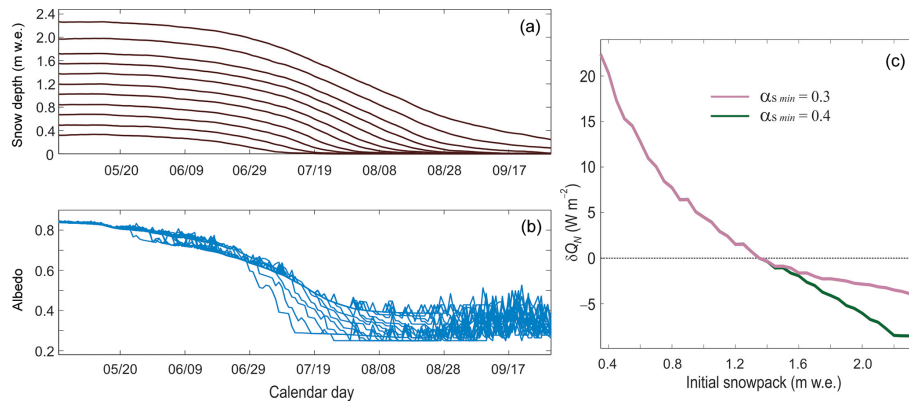 (a)
Snow depth (m w.e.)
2.4
2.0
1.6
1.2
0.8
0.4
0
05/20 06/09 06/29 07/19 08/08 08/28 09/17
(b)
Albedo
0.8
0.6
0.4
0.2
05/20 06/09 06/29 07/19 08/08 08/28 09/17
Calendar day
(c)
δQN (W m−2)
20
15
10
5
0
−5
αs min = 0.3
αs min = 0.4
0.4 0.8 1.2 1.6 2.0
Initial snowpack (m w.e.)